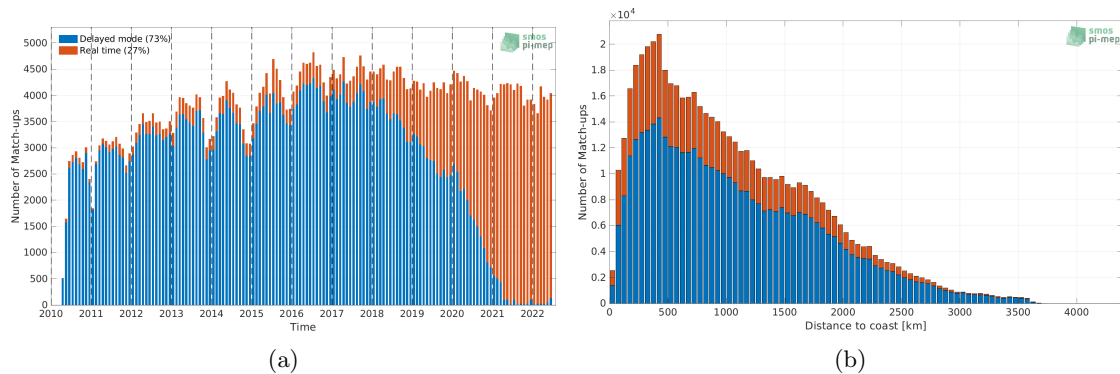 Delayed mode (73%)
Real time (27%)
smos
pi-mep
Number of Match-ups
5000
4500
4000
3500
3000
2500
2000
1500
1000
500
0
2010 2011 2012 2013 2014 2015 2016 2017 2018 2019 2020 2021 2022
Time
(a)
×10⁴
smos
pi-mep
Number of Match-ups
2
1.8
1.6
1.4
1.2
1
0.8
0.6
0.4
0.2
0
0 500 1000 1500 2000 2500 3000 3500 4000
Distance to coast [km]
(b)